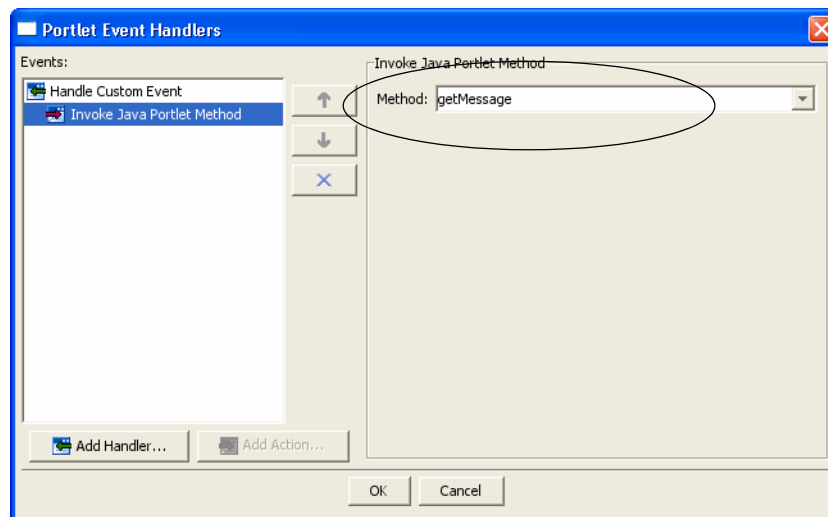 Portlet Event Handlers
Events:
Handle Custom Event
Invoke Java Portlet Method
Invoke Java Portlet Method
Method: getMessage
Add Handler...
Add Action...
OK
Cancel